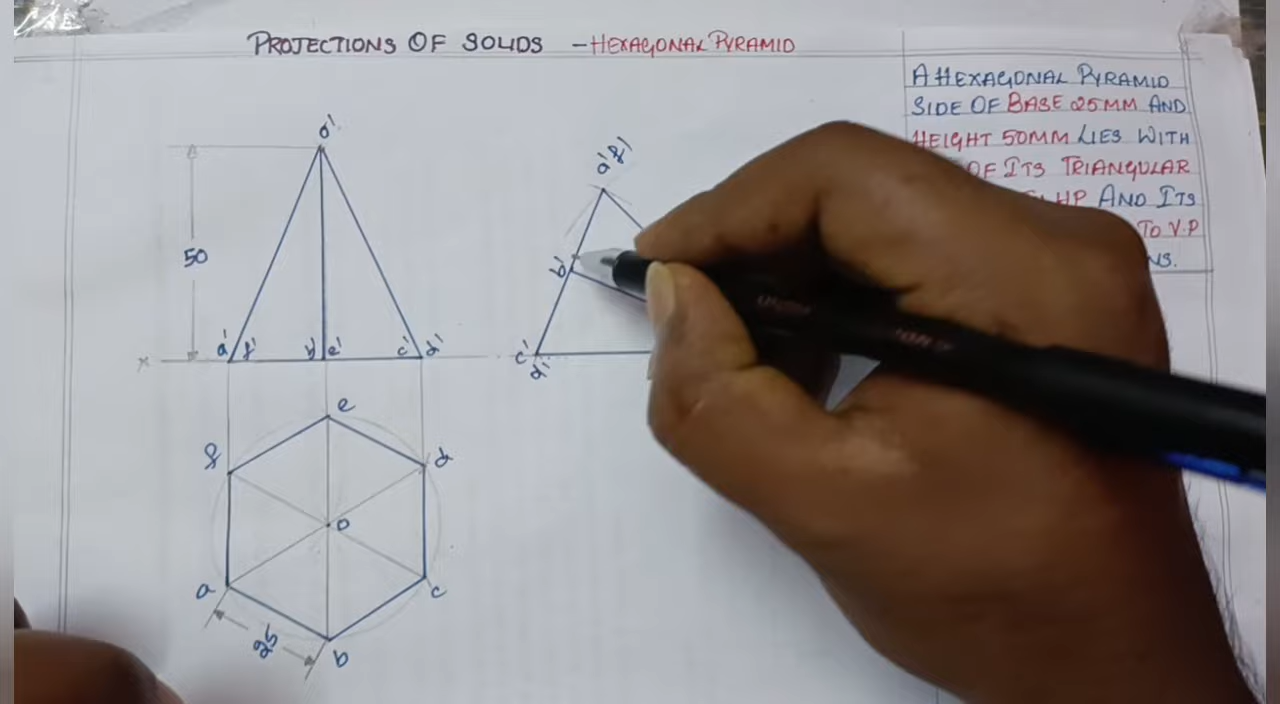 PROJECTIONS OF SOLIDS - HEXAGONAL PYRAMID
A HEXAGONAL PYRAMID
SIDE OF BASE 25MM AND
HEIGHT 50MM LIES WITH
OF ITS TRIANGULAR
HP AND ITS
TO V.P
o'
a'f'
50
b'
a' f' b' e' c' d'
c'
d'
x
e
f
d
o
a
c
25
b